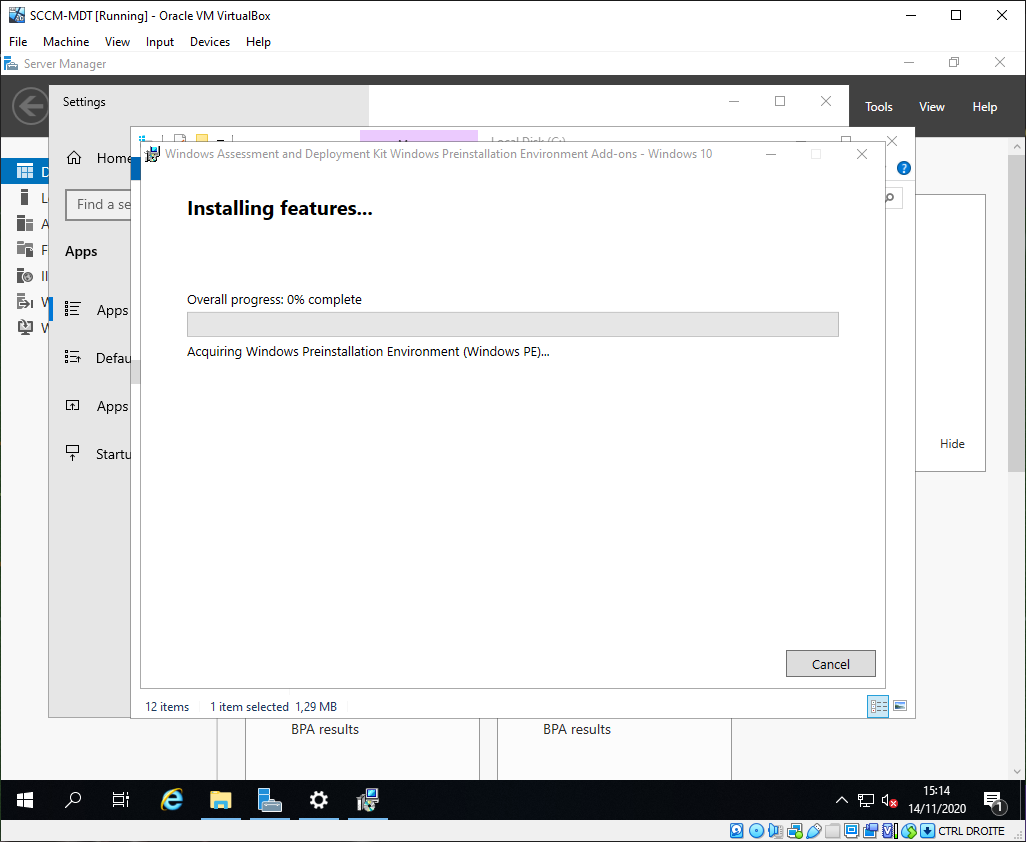 SCCM-MDT [Running] - Oracle VM VirtualBox
File Machine View Input Devices Help
Server Manager
Settings
Tools View Help
Local Disk (C:)
Home
Windows Assessment and Deployment Kit Windows Preinstallation Environment Add-ons - Windows 10
Find a se
Installing features...
Apps
Overall progress: 0% complete
Apps
Acquiring Windows Preinstallation Environment (Windows PE)...
Defau
Apps
Hide
Startu
Cancel
12 items 1 item selected 1,29 MB
BPA results BPA results
15:14
14/11/2020
1
CTRL DROITE